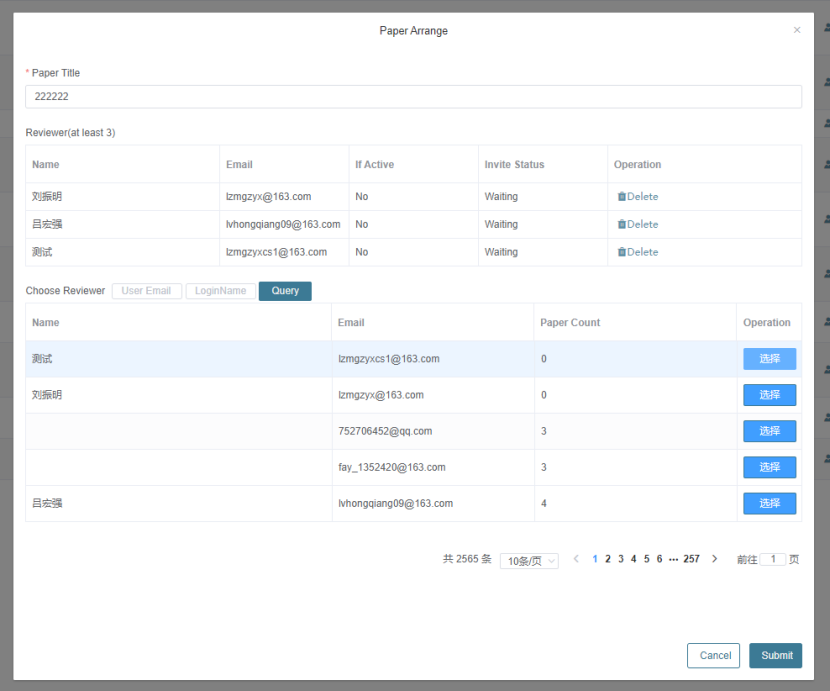 Paper Arrange
×
* Paper Title
222222
Reviewer(at least 3)
Name Email If Active Invite Status Operation
刘振明 lzmgzyx@163.com No Waiting Delete
吕宏强 lvhongqiang09@163.com No Waiting Delete
测试 lzmgzyxcs1@163.com No Waiting Delete
Choose Reviewer User Email LoginName Query
Name Email Paper Count Operation
测试 lzmgzyxcs1@163.com 0 选择
刘振明 lzmgzyx@163.com 0 选择
752706452@qq.com 3 选择
fay_1352420@163.com 3 选择
吕宏强 lvhongqiang09@163.com 4 选择
共 2565 条 10条/页 < 1 2 3 4 5 6 ••• 257 > 前往 1 页
Cancel Submit